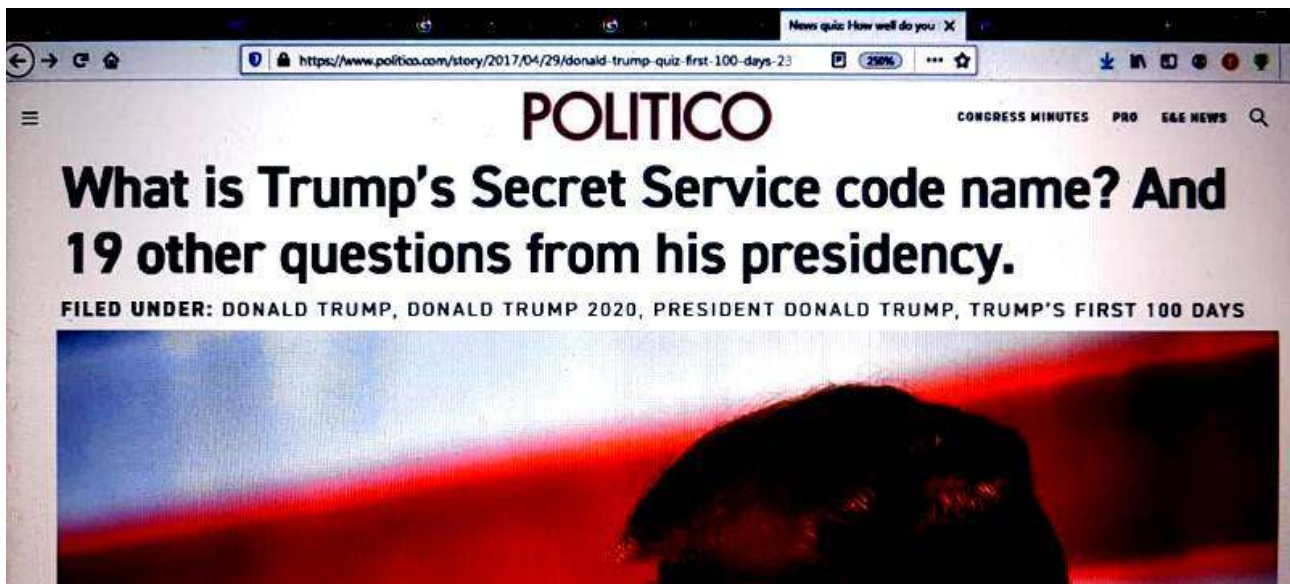 News quiz: How well do you X
https://www.politico.com/story/2017/04/29/donald-trump-quiz-first-100-days-23
250%
POLITICO
CONGRESS MINUTES PRO E&E NEWS
What is Trump's Secret Service code name? And
19 other questions from his presidency.
FILED UNDER: DONALD TRUMP, DONALD TRUMP 2020, PRESIDENT DONALD TRUMP, TRUMP'S FIRST 100 DAYS